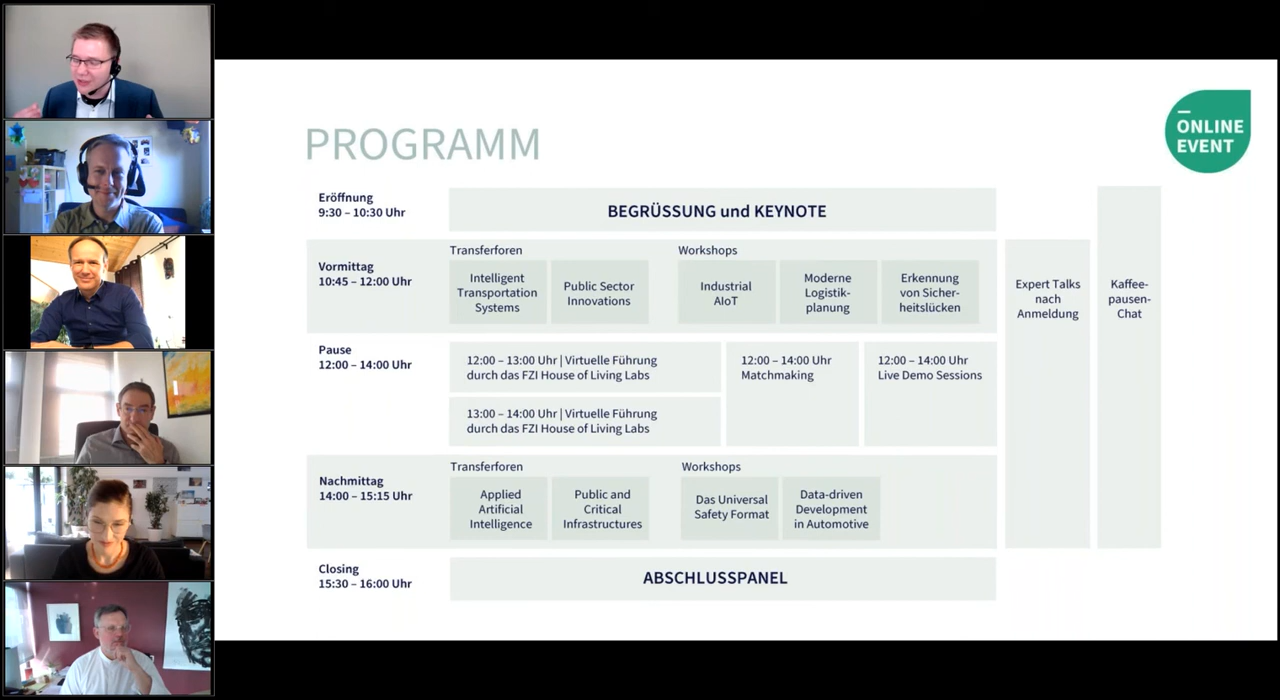 PROGRAMM
ONLINE
EVENT
Eröffnung
9:30 – 10:30 Uhr
BEGRÜSSUNG und KEYNOTE
Vormittag
10:45 – 12:00 Uhr
Transferforen
Intelligent
Transportation
Systems
Public Sector
Innovations
Workshops
Industrial
AIoT
Moderne
Logistik-
planung
Erkennung
von Sicher-
heitslücken
Expert Talks
nach
Anmeldung
Kaffee-
pausen-
Chat
Pause
12:00 – 14:00 Uhr
12:00 – 13:00 Uhr | Virtuelle Führung
durch das FZI House of Living Labs
13:00 – 14:00 Uhr | Virtuelle Führung
durch das FZI House of Living Labs
12:00 – 14:00 Uhr
Matchmaking
12:00 – 14:00 Uhr
Live Demo Sessions
Nachmittag
14:00 – 15:15 Uhr
Transferforen
Applied
Artificial
Intelligence
Public and
Critical
Infrastructures
Workshops
Das Universal
Safety Format
Data-driven
Development
in Automotive
Closing
15:30 – 16:00 Uhr
ABSCHLUSSPANEL